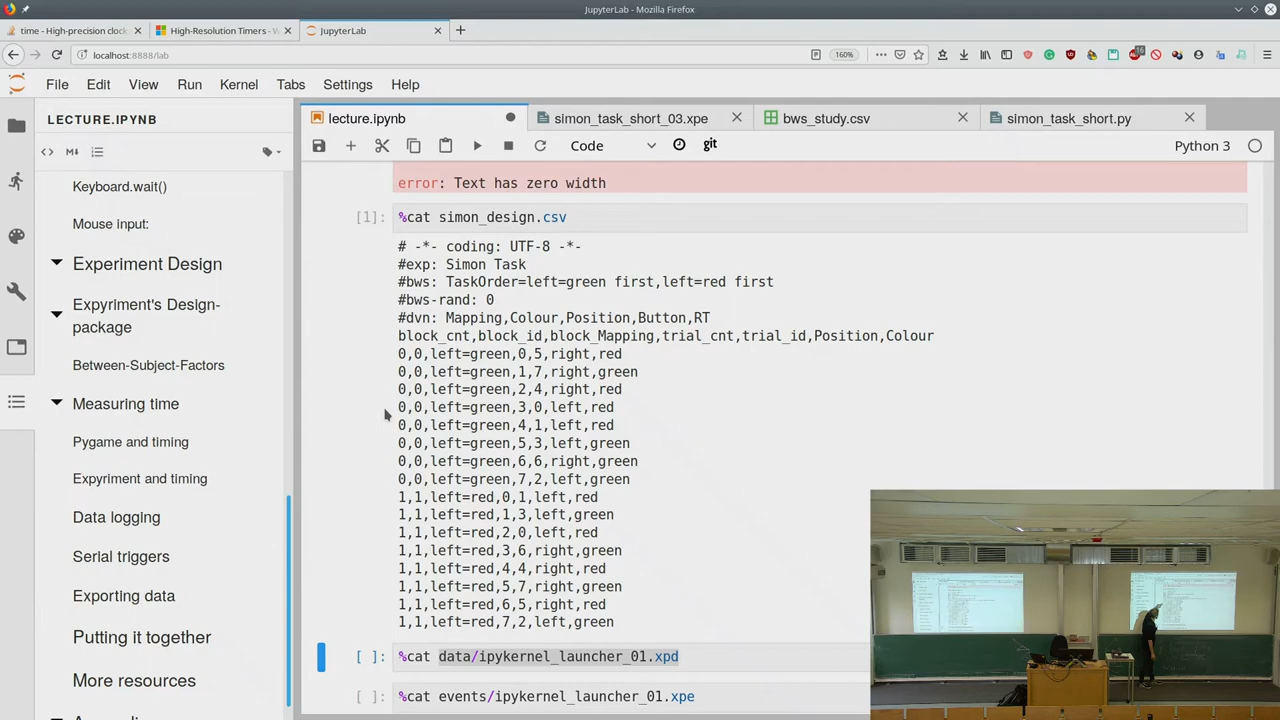 JupyterLab - Mozilla Firefox
time - High-precision clock
High-Resolution Timers - W
JupyterLab
localhost:8888/lab
160%
16
File Edit View Run Kernel Tabs Settings Help
LECTURE.IPYNB
lecture.ipynb
simon_task_short_03.xpe
bws_study.csv
simon_task_short.py
Code
git
Python 3
Keyboard.wait()
Mouse input:
Experiment Design
Expyriment's Design-
package
Between-Subject-Factors
Measuring time
Pygame and timing
Expyriment and timing
Data logging
Serial triggers
Exporting data
Putting it together
More resources
error: Text has zero width
[1]: %cat simon_design.csv
# -*- coding: UTF-8 -*-
#exp: Simon Task
#bws: TaskOrder=left=green first,left=red first
#bws-rand: 0
#dvn: Mapping,Colour,Position,Button,RT
block_cnt,block_id,block_Mapping,trial_cnt,trial_id,Position,Colour
0,0,left=green,0,5,right,red
0,0,left=green,1,7,right,green
0,0,left=green,2,4,right,red
0,0,left=green,3,0,left,red
0,0,left=green,4,1,left,red
0,0,left=green,5,3,left,green
0,0,left=green,6,6,right,green
0,0,left=green,7,2,left,green
1,1,left=red,0,1,left,red
1,1,left=red,1,3,left,green
1,1,left=red,2,0,left,red
1,1,left=red,3,6,right,green
1,1,left=red,4,4,right,red
1,1,left=red,5,7,right,green
1,1,left=red,6,5,right,red
1,1,left=red,7,2,left,green
[ ]: %cat data/ipykernel_launcher_01.xpd
[ ]: %cat events/ipykernel_launcher_01.xpe